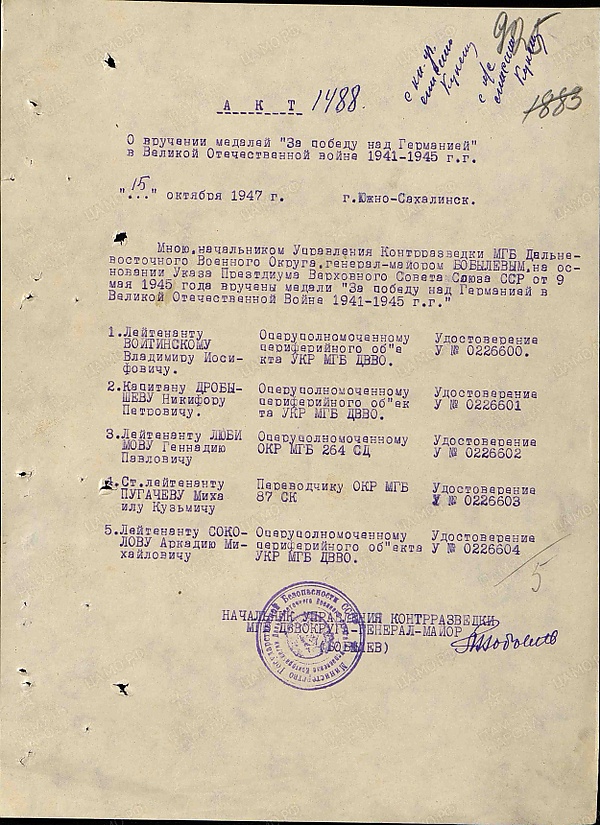 925
с кн. ф.
1883
А К Т 1488.
О вручении медалей "За победу над Германией"
в Великой Отечественной войне 1941-1945 г.г.
"15" октября 1947 г. г.Южно-Сахалинск.
Мною,начальником Управления Контрразведки МГБ Дальне-
восточного Военного Округа,генерал-майором БОБЫЛЕВЫМ,на ос-
новании Указа Президиума Верховного Совета Союза ССР от 9
мая 1945 года вручены медали "За победу над Германией в
Великой Отечественной Войне 1941-1945 г.г."
1.Лейтенанту Оперуполномоченному Удостоверение
ВОЙТИНСКОМУ периферийного об"е У № 0226600.
Владимиру Иоси- кта УКР МГБ ДВВО.
фовичу.
2.Капитану ДРОБЫ- Оперуполномоченному Удостоверение
ШЕВУ Никифору периферийного об"ек У № 0226601
Петровичу. та УКР МГБ ДВВО.
3.Лейтенанту ЛЮБИ Оперуполномоченному Удостоверение
МОВУ Геннадию ОКР МГБ 264 СД У № 0226602
Павловичу
4.Ст.лейтенанту Переводчику ОКР МГБ Удостоверение
ПУГАЧЕВУ Миха 87 СК У № 0226603
илу Кузьмичу
5.Лейтенанту СОКО- Оперуполномоченному Удостоверение
ЛОВУ Аркадию Ми- периферийного об"екта У № 0226604
хайловичу УКР МГБ ДВВО.
5
НАЧАЛЬНИК УПРАВЛЕНИЯ КОНТРРАЗВЕДКИ
МГБ ДВВОКРУГА-ГЕНЕРАЛ-МАЙОР
(БОБЫЛЕВ)
Министерство Государственной Безопасности СССР